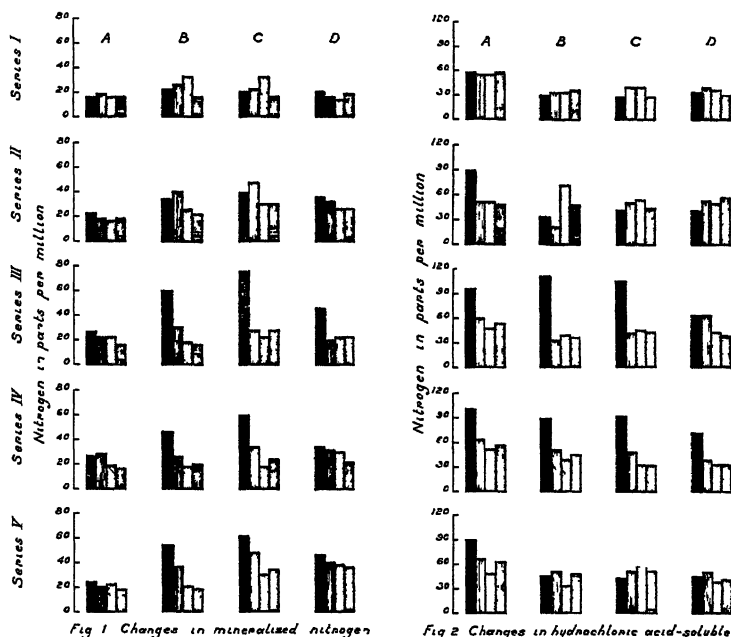 80
60
40
20
0
A
B
C
D
Series I
80
60
40
20
0
Series II
80
60
40
20
0
Series III
80
60
40
20
0
Series IV
80
60
40
20
0
Series V
Nitrogen in parts per million
Fig 1 Changes in mineralized nitrogen
120
90
60
30
0
A
B
C
D
120
90
60
30
0
120
90
60
30
0
120
90
60
30
0
120
90
60
30
0
Nitrogen in parts per million
Fig 2 Changes in hydrochloric acid-soluble